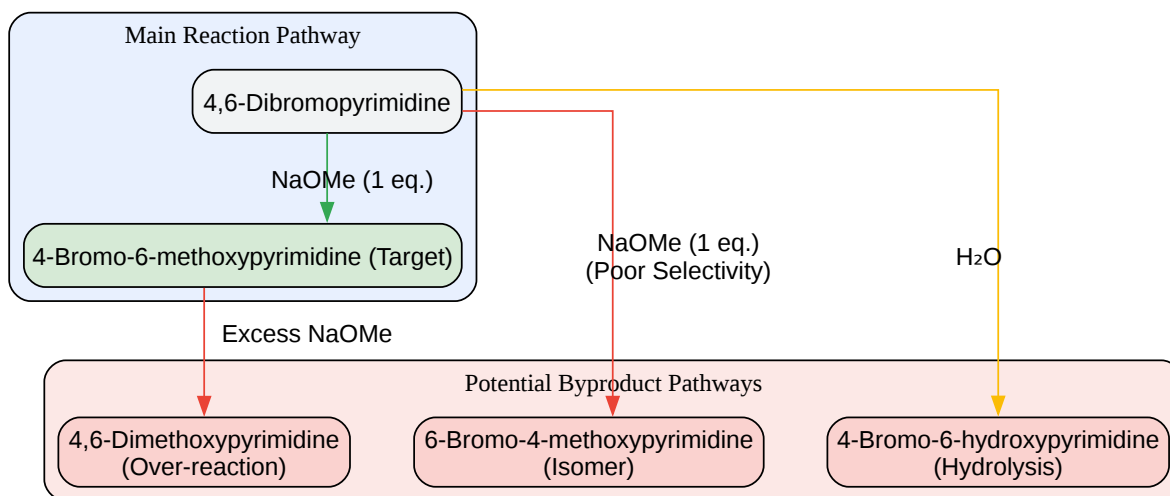 Main Reaction Pathway
4,6-Dibromopyrimidine
NaOMe (1 eq.)
4-Bromo-6-methoxypyrimidine (Target)
NaOMe (1 eq.)
(Poor Selectivity)
H₂O
Excess NaOMe
Potential Byproduct Pathways
4,6-Dimethoxypyrimidine
(Over-reaction)
6-Bromo-4-methoxypyrimidine
(Isomer)
4-Bromo-6-hydroxypyrimidine
(Hydrolysis)